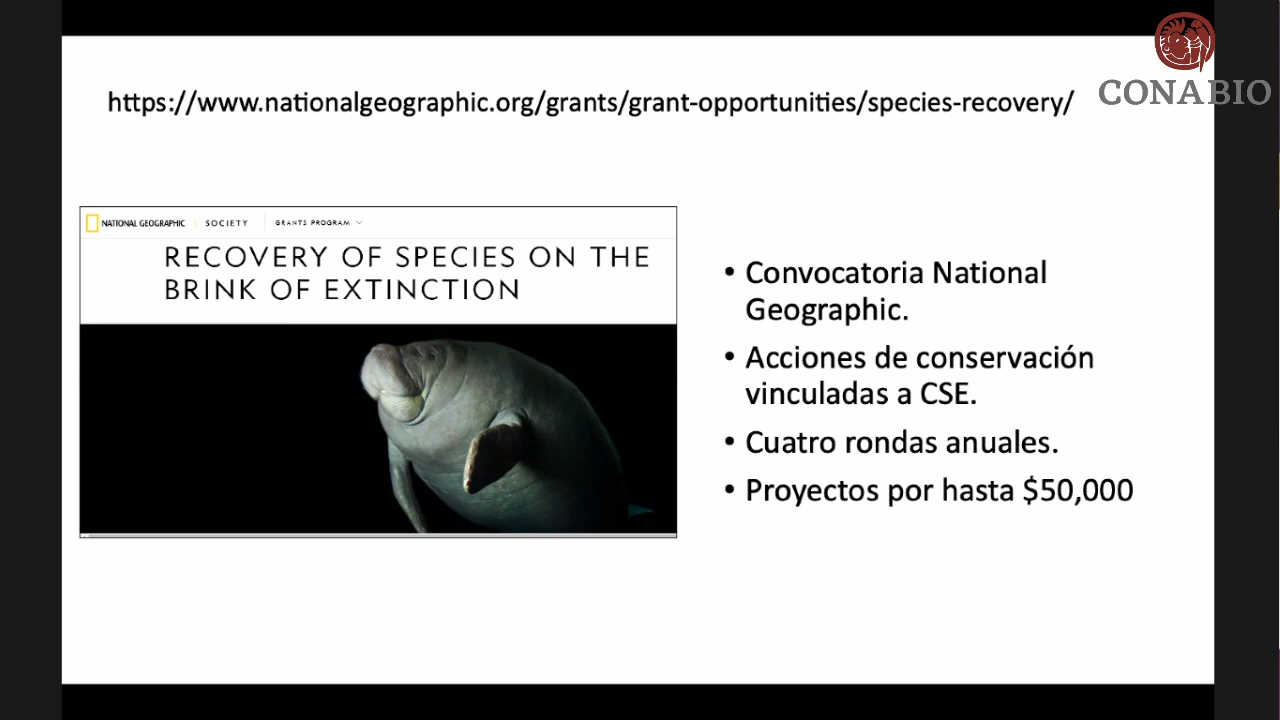 CONABIO
https://www.nationalgeographic.org/grants/grant-opportunities/species-recovery/
NATIONAL GEOGRAPHIC SOCIETY GRANTS PROGRAM
RECOVERY OF SPECIES ON THE
BRINK OF EXTINCTION
• Convocatoria National
Geographic.
• Acciones de conservación
vinculadas a CSE.
• Cuatro rondas anuales.
• Proyectos por hasta $50,000